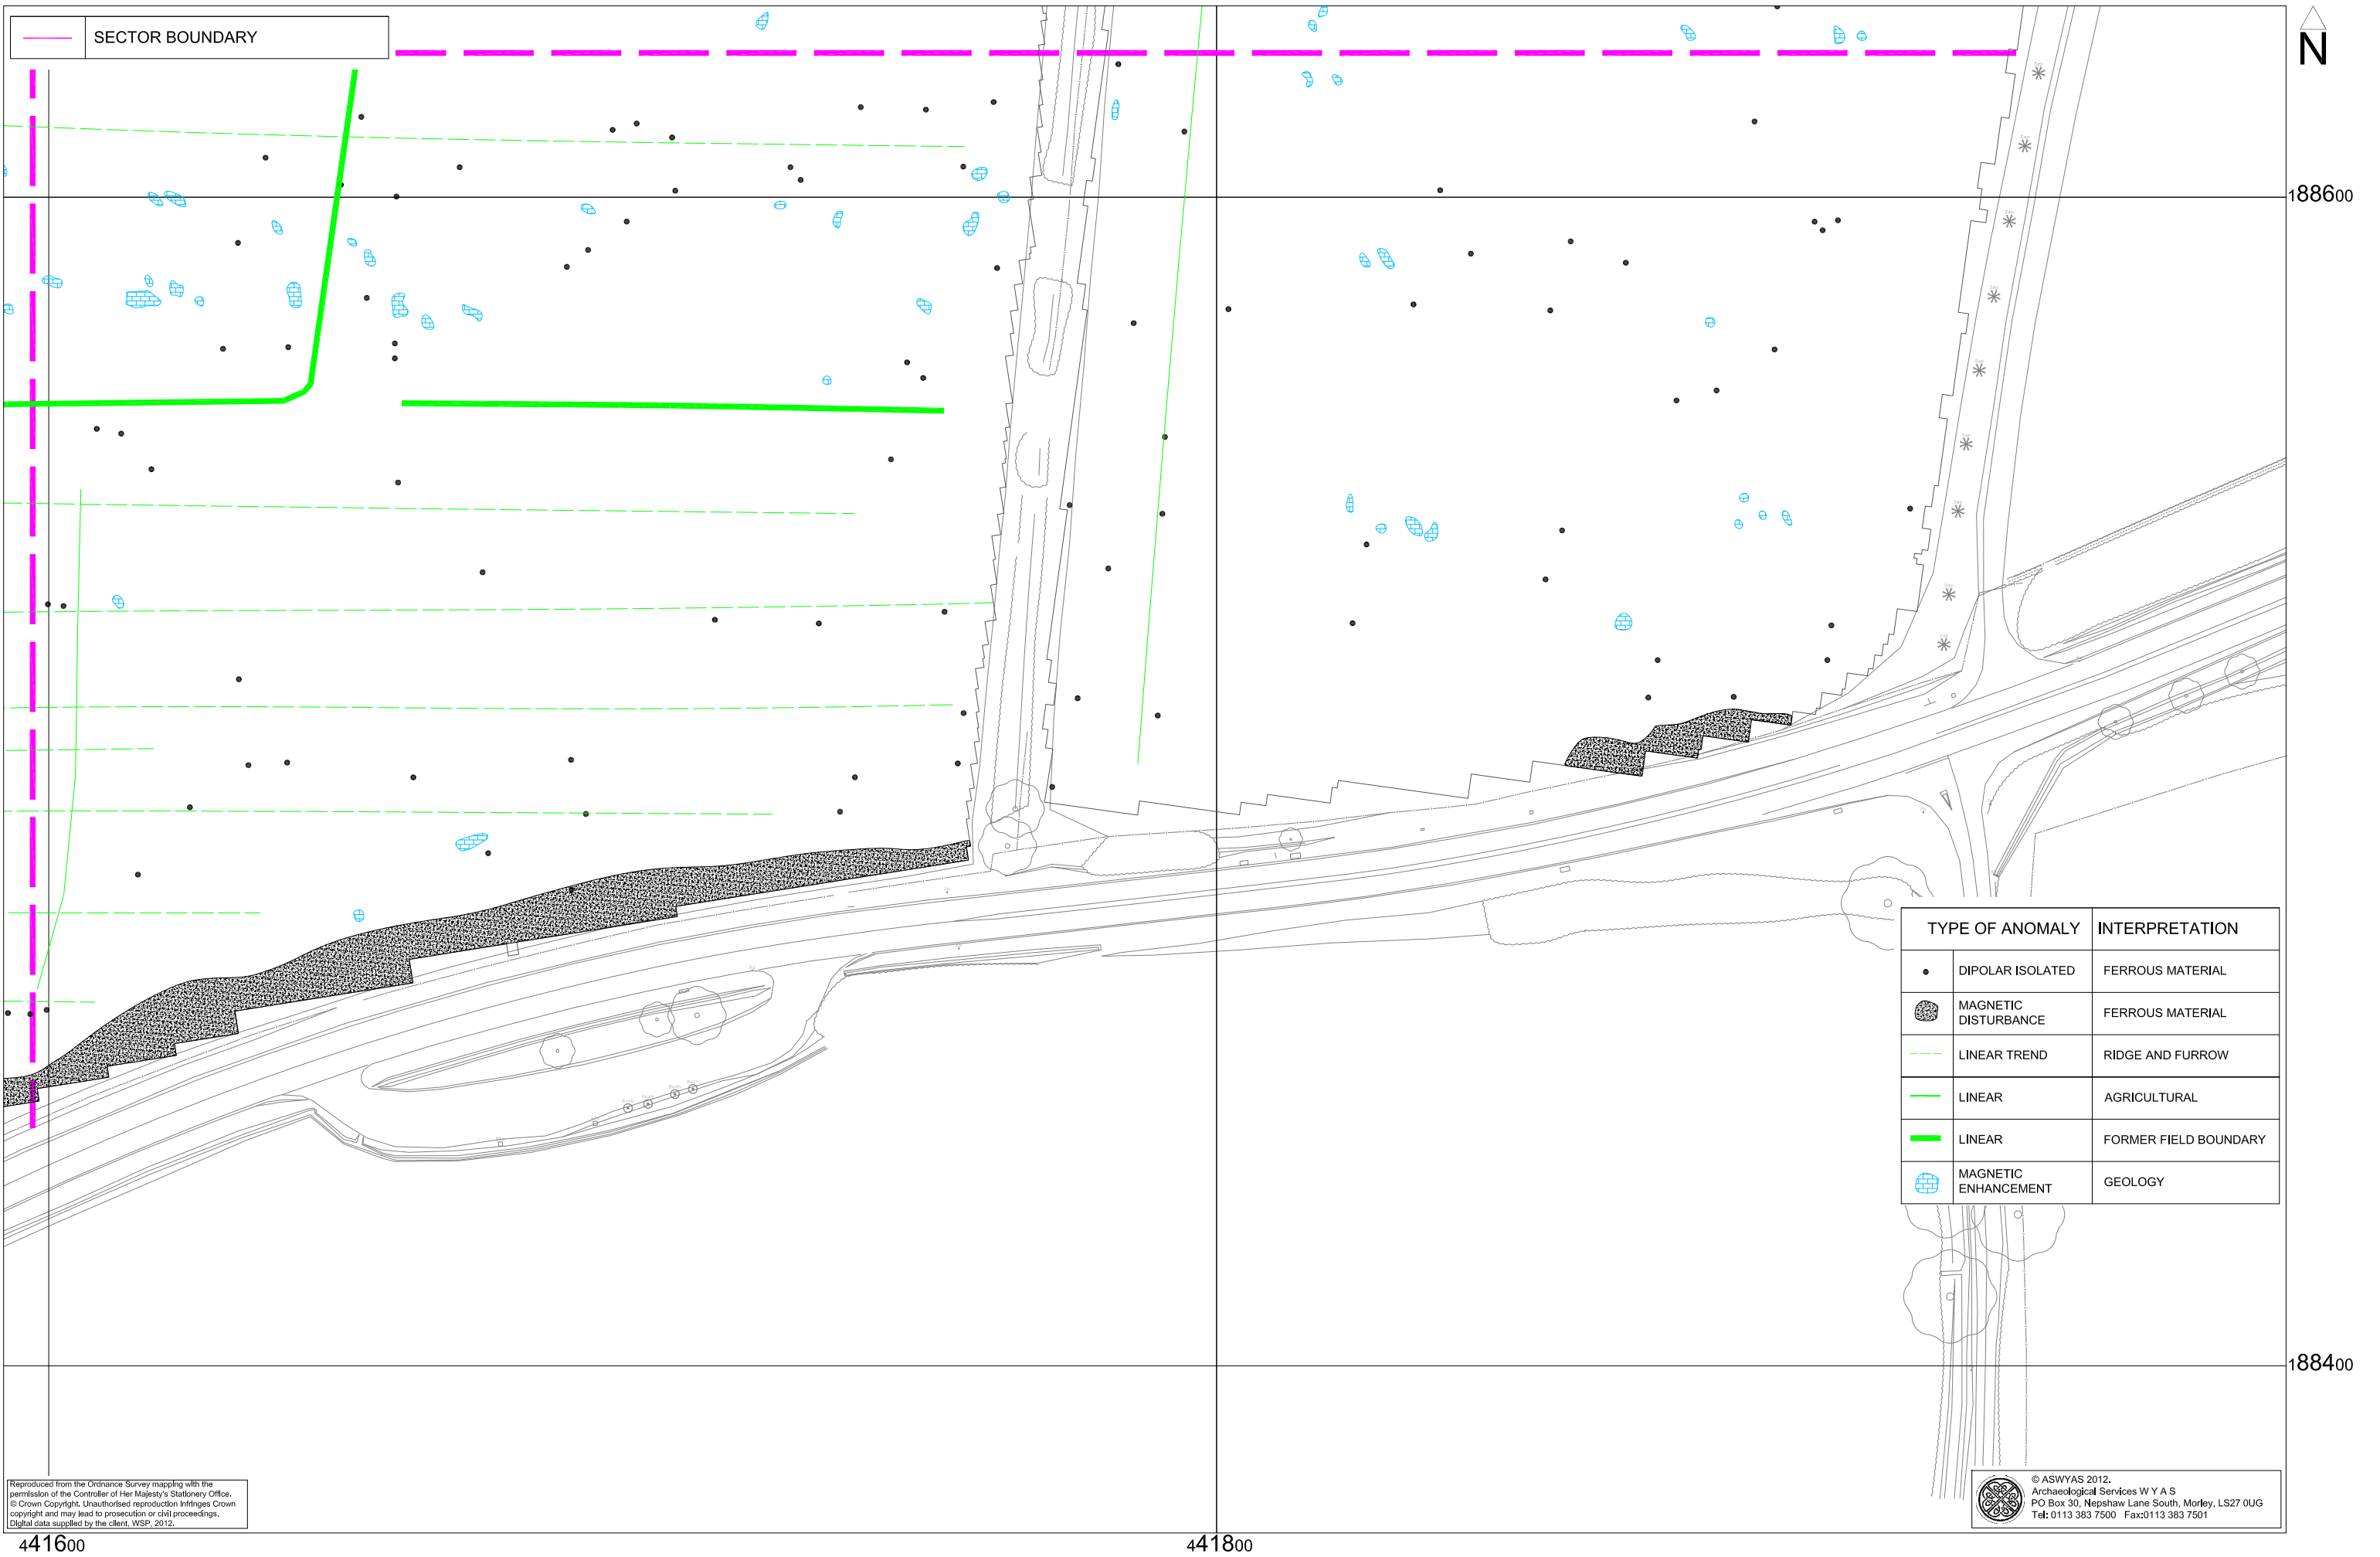 SECTOR BOUNDARY
N
188600
TYPE OF ANOMALY INTERPRETATION
DIPOLAR ISOLATED FERROUS MATERIAL
MAGNETIC
DISTURBANCE
FERROUS MATERIAL
LINEAR TREND RIDGE AND FURROW
LINEAR AGRICULTURAL
LINEAR FORMER FIELD BOUNDARY
MAGNETIC
ENHANCEMENT
GEOLOGY
188400
Reproduced from the Ordnance Survey mapping with the
permission of the Controller of Her Majesty's Stationery Office.
© Crown Copyright. Unauthorised reproduction infringes Crown
copyright and may lead to prosecution or civil proceedings.
Digital data supplied by the client, WSP, 2012.
© ASWYAS 2012.
Archaeological Services W Y A S
PO Box 30, Nepshaw Lane South, Morley, LS27 0UG
Tel: 0113 383 7500 Fax:0113 383 7501
441600
441800